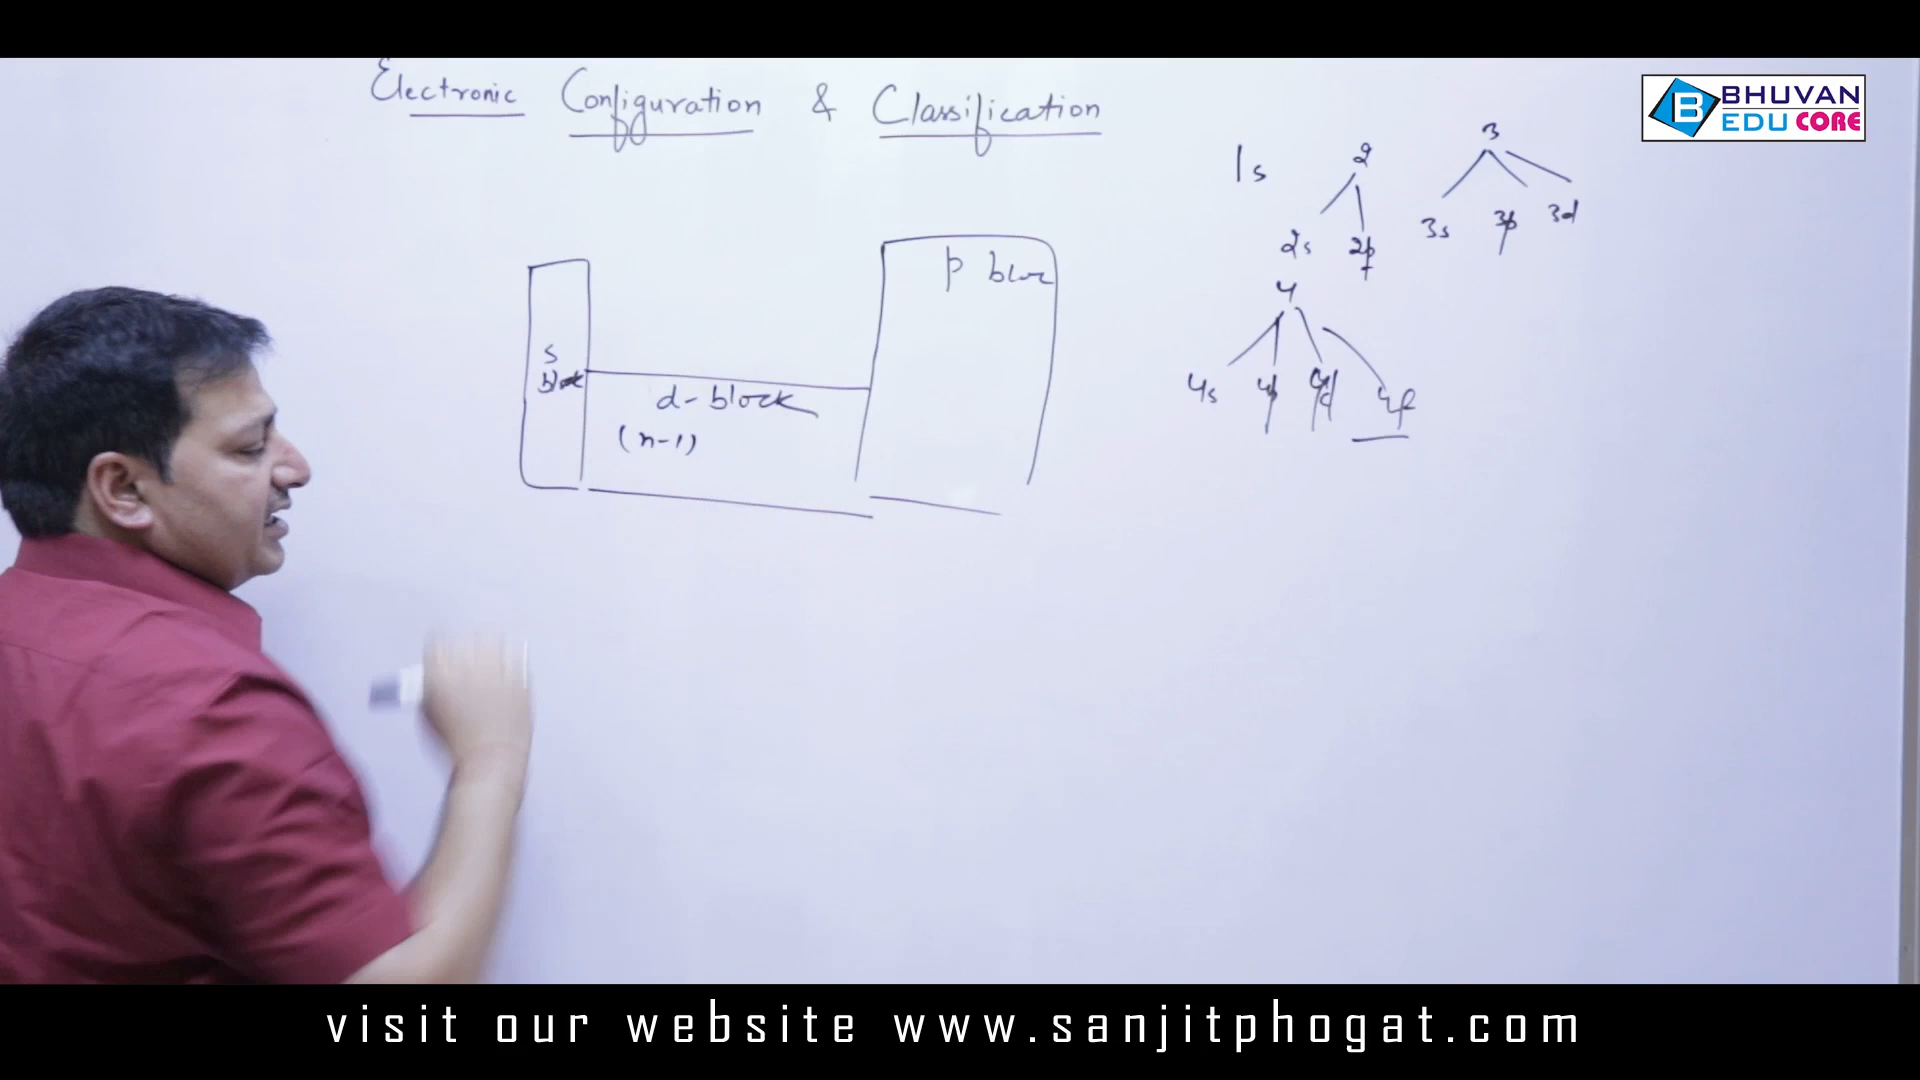 Electronic Configuration & Classification
BHUVAN
EDU CORE
1s 2 3
2s 2p 3s 3p 3d
4
4s 4p 4d 4f
p bloc
s
block
d-block
(n-1)
visit our website www.sanjitphogat.com